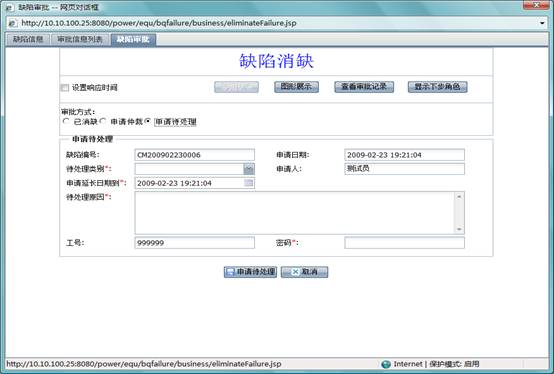 缺陷审批 -- 网页对话框
http://10.10.100.25:8080/power/equ/bqfailure/business/eliminateFailure.jsp
缺陷信息 审批信息列表 缺陷审批
缺陷消缺
设置响应时间 图形展示 查看审批记录 显示下步角色
审批方式:
已消缺 申请仲裁 申请待处理
申请待处理
缺陷编号: CM200902230006 申请日期: 2009-02-23 19:21:04
待处理类别*: 申请人: 测试员
申请延长日期到*: 2009-02-23 19:21:04
待处理原因*:
工号: 999999 密码*:
申请待处理 取消
http://10.10.100.25:8080/power/equ/bqfailure/business/eliminateFailure.jsp Internet | 保护模式: 启用